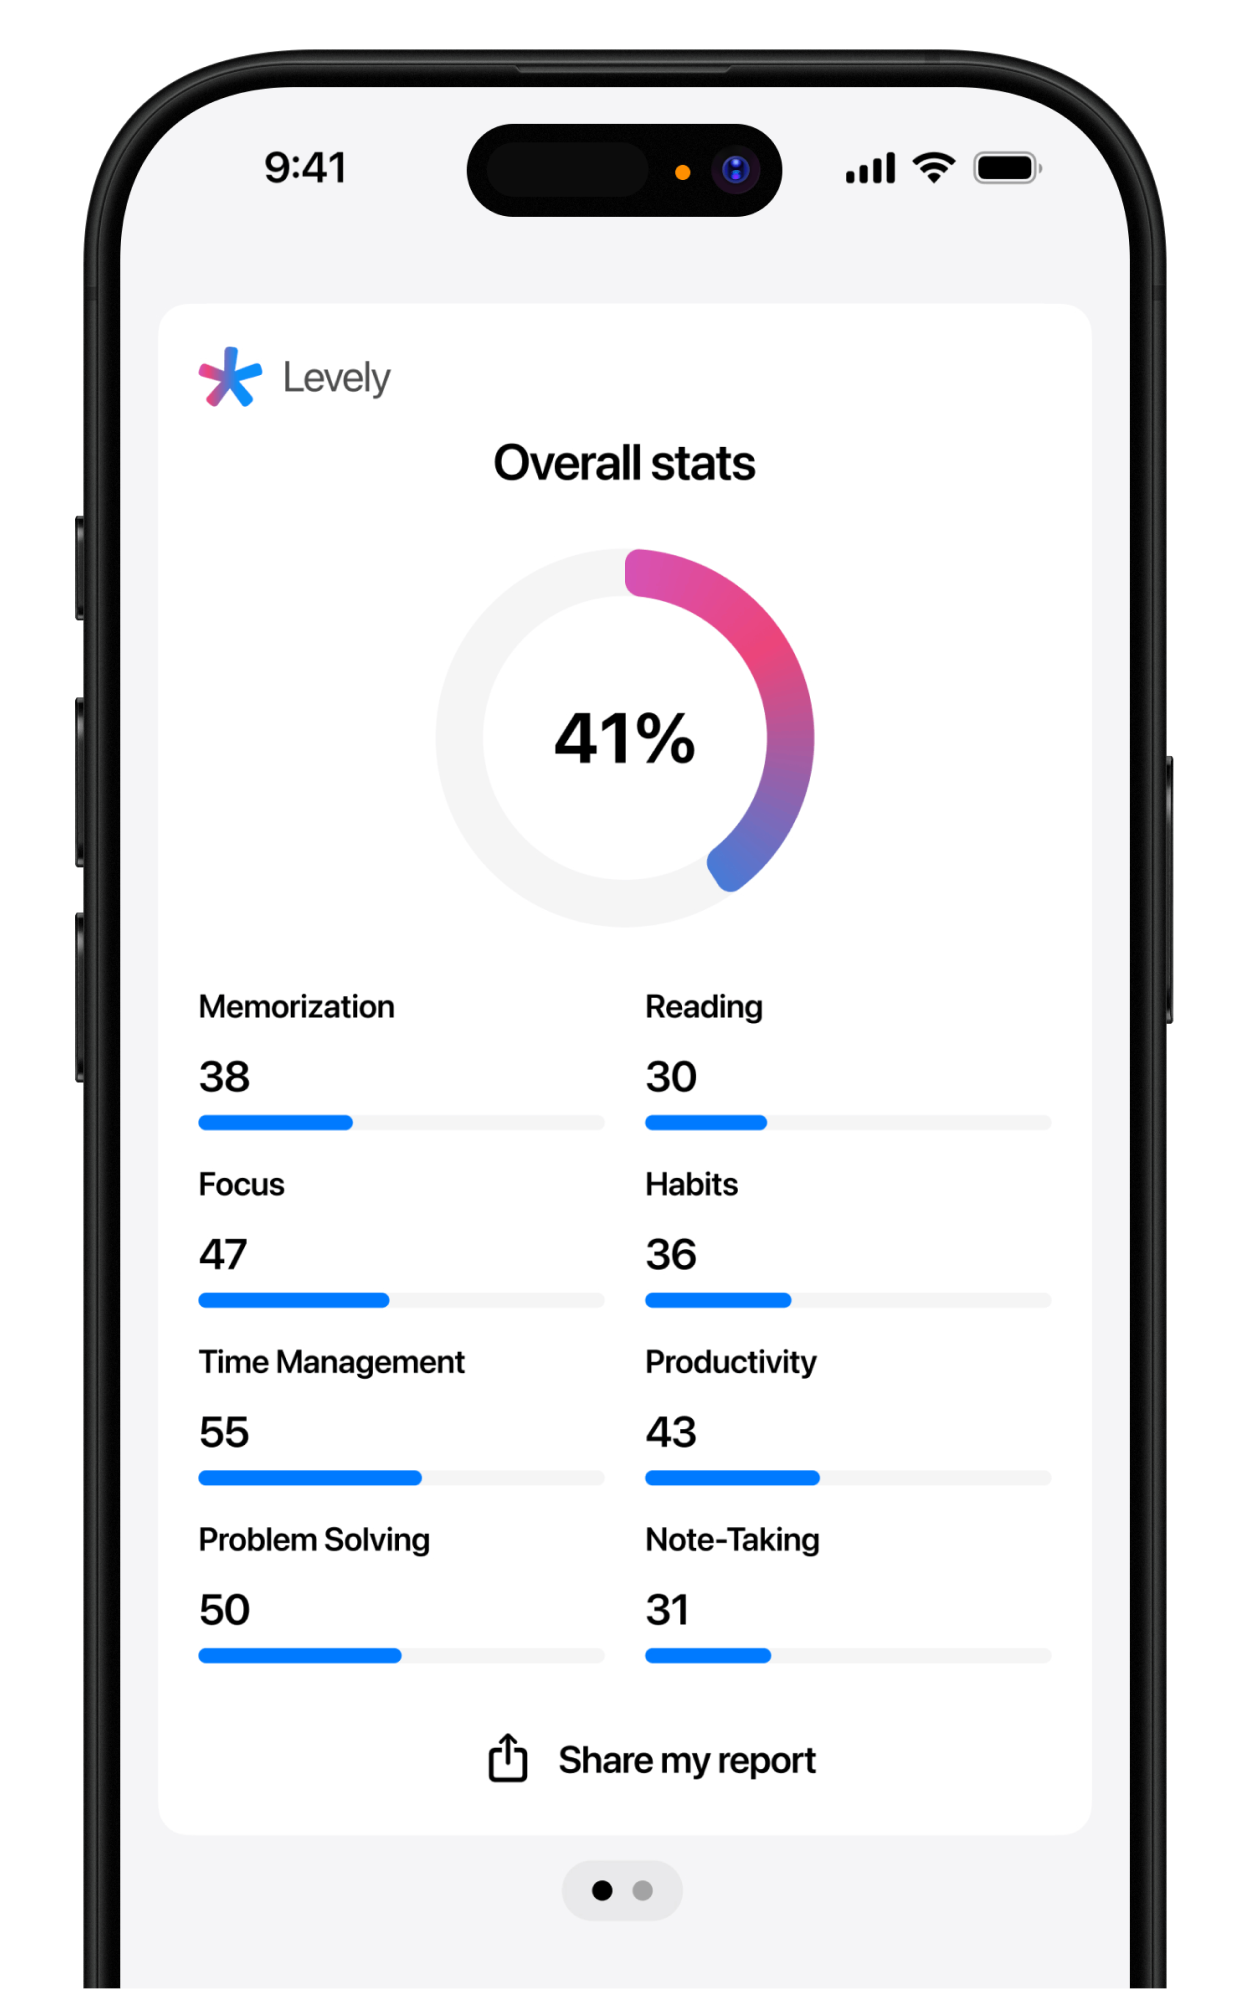 9:41
Levely
Overall stats
41%
Memorization
38
Reading
30
Focus
47
Habits
36
Time Management
55
Productivity
43
Problem Solving
50
Note-Taking
31
Share my report